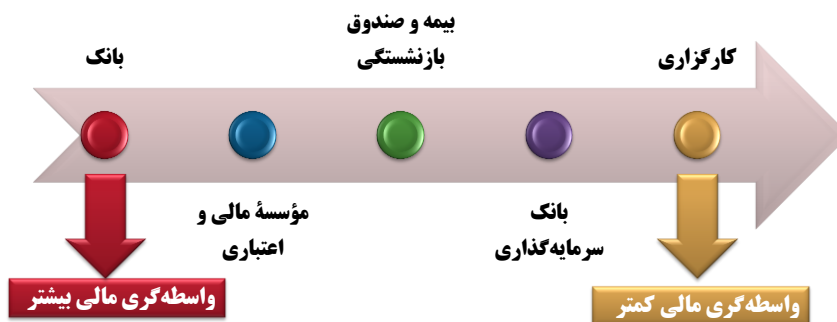 بانک
مؤسسهٔ مالی و
اعتباری
بیمه و صندوق
بازنشستگی
بانک
سرمایه‌گذاری
کارگزاری
واسطه‌گری مالی بیشتر
واسطه‌گری مالی کمتر